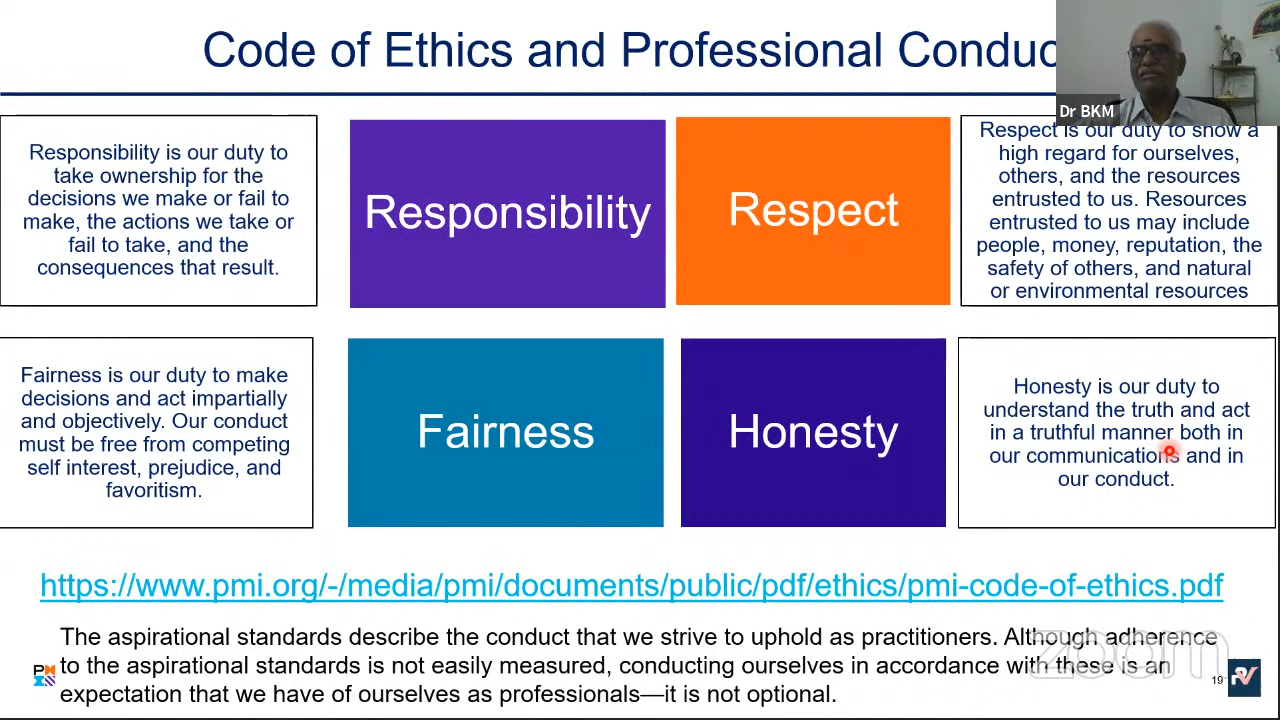 Code of Ethics and Professional Conduc
Dr BKM
Responsibility is our duty to
take ownership for the
decisions we make or fail to
make, the actions we take or
fail to take, and the
consequences that result.
Responsibility
Respect
Respect is our duty to show a
high regard for ourselves,
others, and the resources
entrusted to us. Resources
entrusted to us may include
people, money, reputation, the
safety of others, and natural
or environmental resources
Fairness is our duty to make
decisions and act impartially
and objectively. Our conduct
must be free from competing
self interest, prejudice, and
favoritism.
Fairness
Honesty
Honesty is our duty to
understand the truth and act
in a truthful manner both in
our communications and in
our conduct.
https://www.pmi.org/-/media/pmi/documents/public/pdf/ethics/pmi-code-of-ethics.pdf
The aspirational standards describe the conduct that we strive to uphold as practitioners. Although adherence
to the aspirational standards is not easily measured, conducting ourselves in accordance with these is an
expectation that we have of ourselves as professionals—it is not optional.
zoom
19